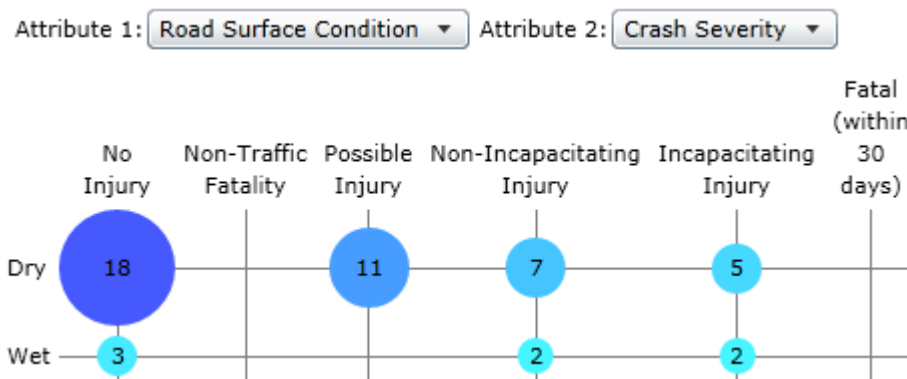 Attribute 1: Road Surface Condition Attribute 2: Crash Severity
Fatal
(within
No Non-Traffic Possible Non-Incapacitating Incapacitating 30
Injury Fatality Injury Injury Injury days)
Dry 18 11 7 5
Wet 3 2 2